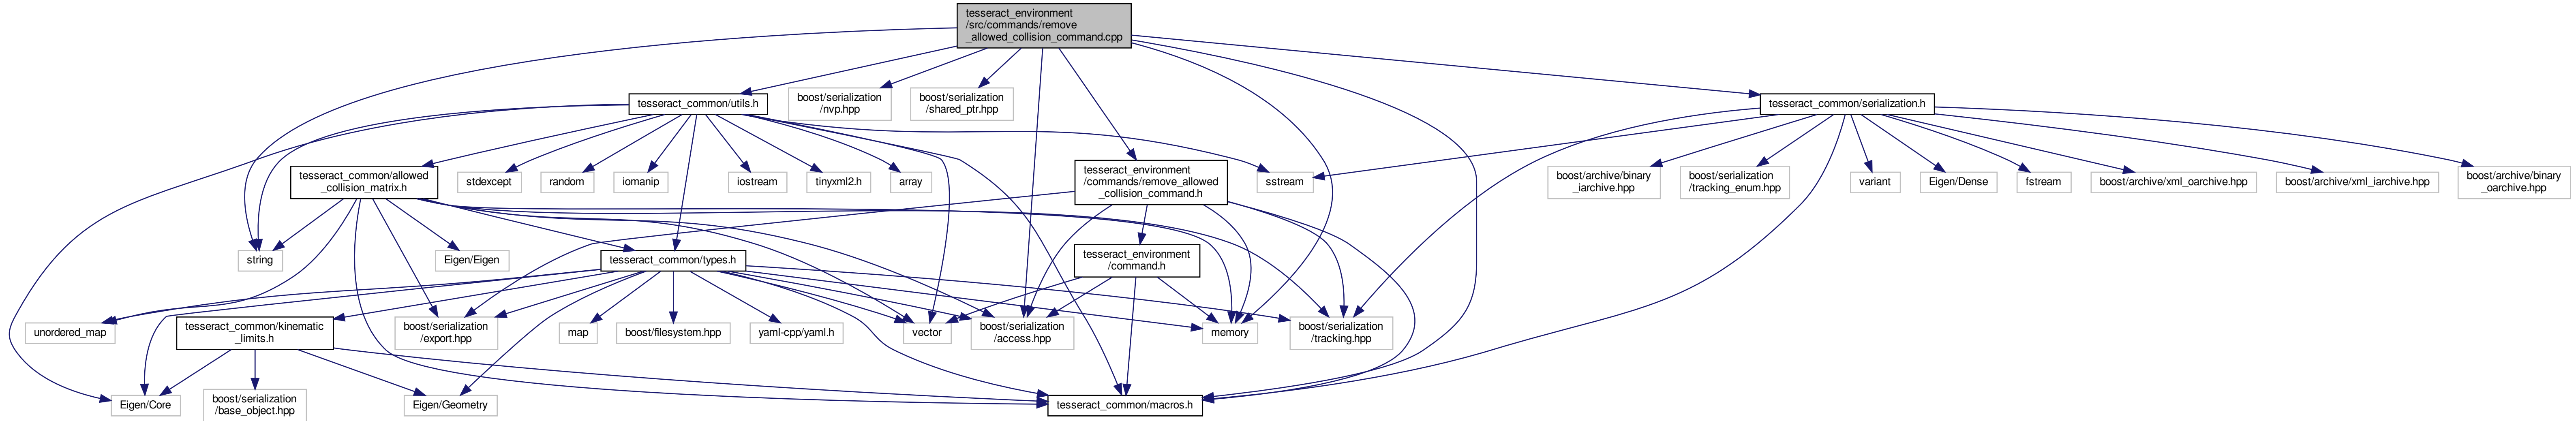 tesseract_environment
/src/commands/remove
_allowed_collision_command.cpp
tesseract_common/utils.h
boost/serialization
/nvp.hpp
boost/serialization
/shared_ptr.hpp
tesseract_common/serialization.h
tesseract_common/allowed
_collision_matrix.h
stdexcept
random
iomanip
iostream
tinyxml2.h
array
tesseract_environment
/commands/remove_allowed
_collision_command.h
sstream
boost/archive/binary
_iarchive.hpp
boost/serialization
/tracking_enum.hpp
variant
Eigen/Dense
fstream
boost/archive/xml_oarchive.hpp
boost/archive/xml_iarchive.hpp
boost/archive/binary
_oarchive.hpp
string
Eigen/Eigen
tesseract_common/types.h
tesseract_environment
/command.h
unordered_map
tesseract_common/kinematic
_limits.h
boost/serialization
/export.hpp
map
boost/filesystem.hpp
yaml-cpp/yaml.h
vector
boost/serialization
/access.hpp
memory
boost/serialization
/tracking.hpp
Eigen/Core
boost/serialization
/base_object.hpp
Eigen/Geometry
tesseract_common/macros.h